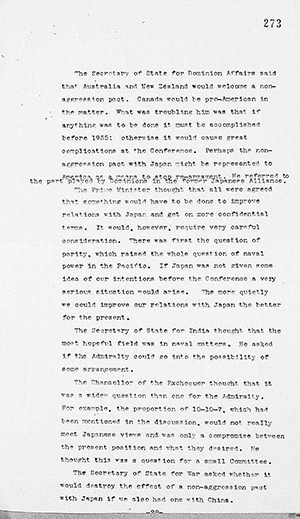 273
The Secretary of State for Dominion Affairs said
that Australia and New Zealand would welcome a non-
aggression pact. Canada would be pro-American in
the matter. What was troubling him was that if
anything was to be done it must be accomplished
before 1935: otherwise it would cause great
complications at the Conference. Perhaps the non-
aggression pact with Japan might be represented to
America as a means to stop re-armament. He referred to
the part played by Dominions in the former Japanese Alliance.
The Prime Minister thought that all were agreed
that something would have to be done to improve
relations with Japan and get on more confidential
terms. It would, however, require very careful
consideration. There was first the question of
parity, which raised the whole question of naval
power in the Pacific. If Japan was not given some
idea of our intentions before the Conference a very
serious situation would arise. The more quietly
we could improve our relations with Japan the better
for the present.
The Secretary of State for India thought that the
most hopeful field was in naval matters. He asked
if the Admiralty could go into the possibility of
some arrangement.
The Chancellor of the Exchequer thought that it
was a wider question than one for the Admiralty.
For example, the proportion of 10-10-7, which had
been mentioned in the discussion, would not really
meet Japanese views and was only a compromise between
the present position and what they desired. He
thought this was a question for a small Committee.
The Secretary of State for War asked whether it
would destroy the effect of a non-aggression pact
with Japan if we also had one with China.